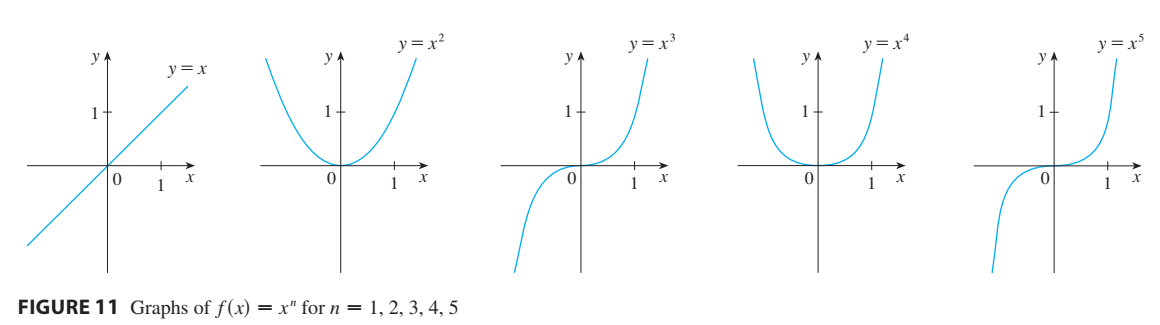 y = x
y
1
0
1
x
y = x²
y
1
0
1
x
y = x³
y
1
0
1
x
y = x⁴
y
1
0
1
x
y = x⁵
y
1
0
1
x
FIGURE 11 Graphs of f(x) = xⁿ for n = 1, 2, 3, 4, 5